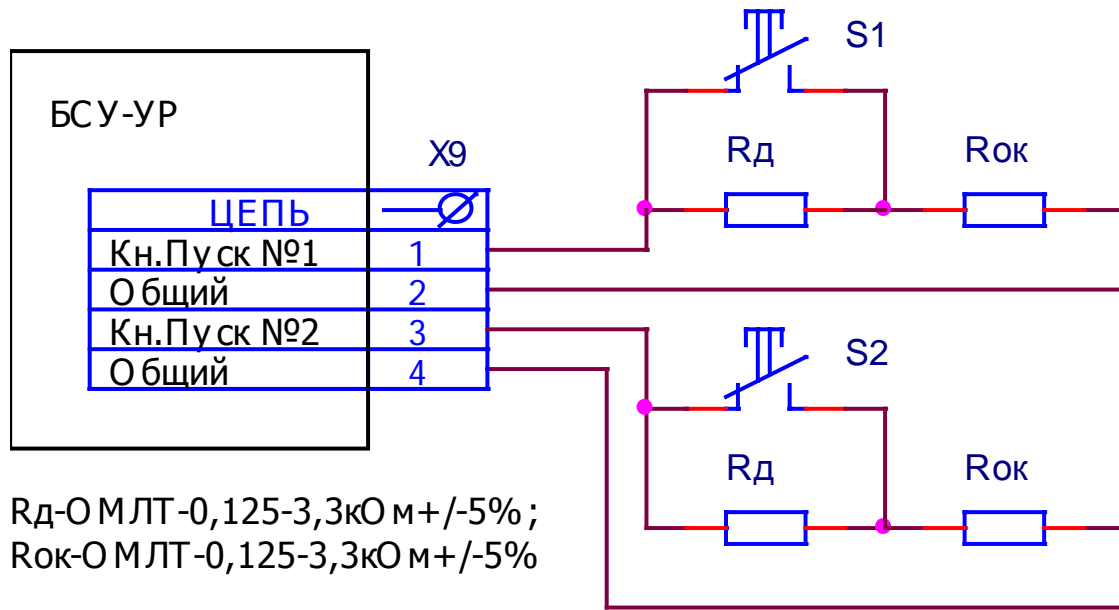 S1
БСУ-УР
X9
Rд
Rок
ЦЕПЬ
Кн.Пуск №1 1
Общий 2
Кн.Пуск №2 3
Общий 4
S2
Rд
Rок
Rд-ОМЛТ-0,125-3,3кОм+/-5%;
Rок-ОМЛТ-0,125-3,3кОм+/-5%